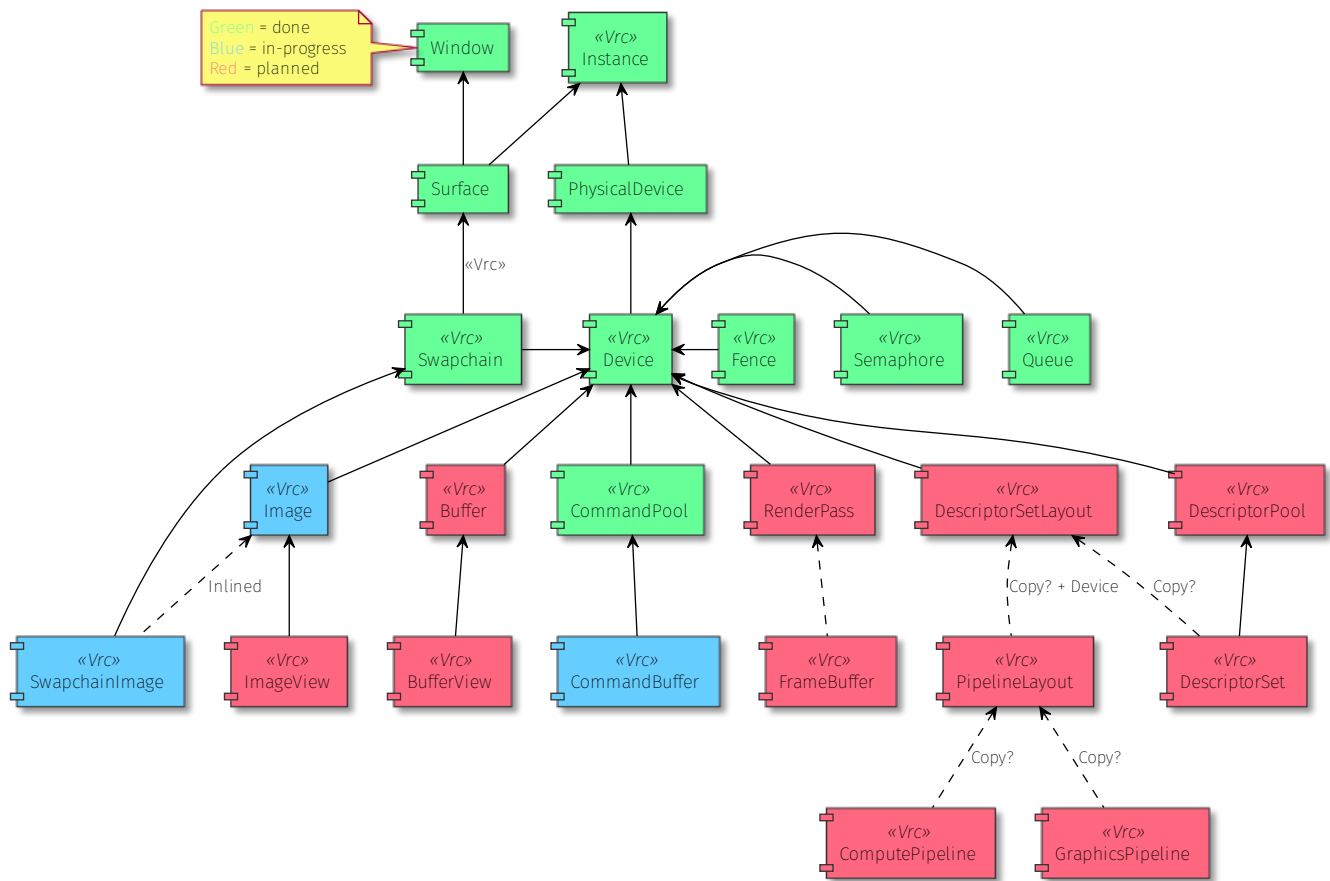 Green = done
Blue = in-progress
Red = planned
Window
«Vrc»
Instance
Surface
PhysicalDevice
«Vrc»
«Vrc»
Swapchain
«Vrc»
Device
«Vrc»
Fence
«Vrc»
Semaphore
«Vrc»
Queue
«Vrc»
Image
«Vrc»
Buffer
«Vrc»
CommandPool
«Vrc»
RenderPass
«Vrc»
DescriptorSetLayout
«Vrc»
DescriptorPool
Inlined
Copy? + Device
Copy?
«Vrc»
SwapchainImage
«Vrc»
ImageView
«Vrc»
BufferView
«Vrc»
CommandBuffer
«Vrc»
FrameBuffer
«Vrc»
PipelineLayout
«Vrc»
DescriptorSet
Copy?
Copy?
«Vrc»
ComputePipeline
«Vrc»
GraphicsPipeline